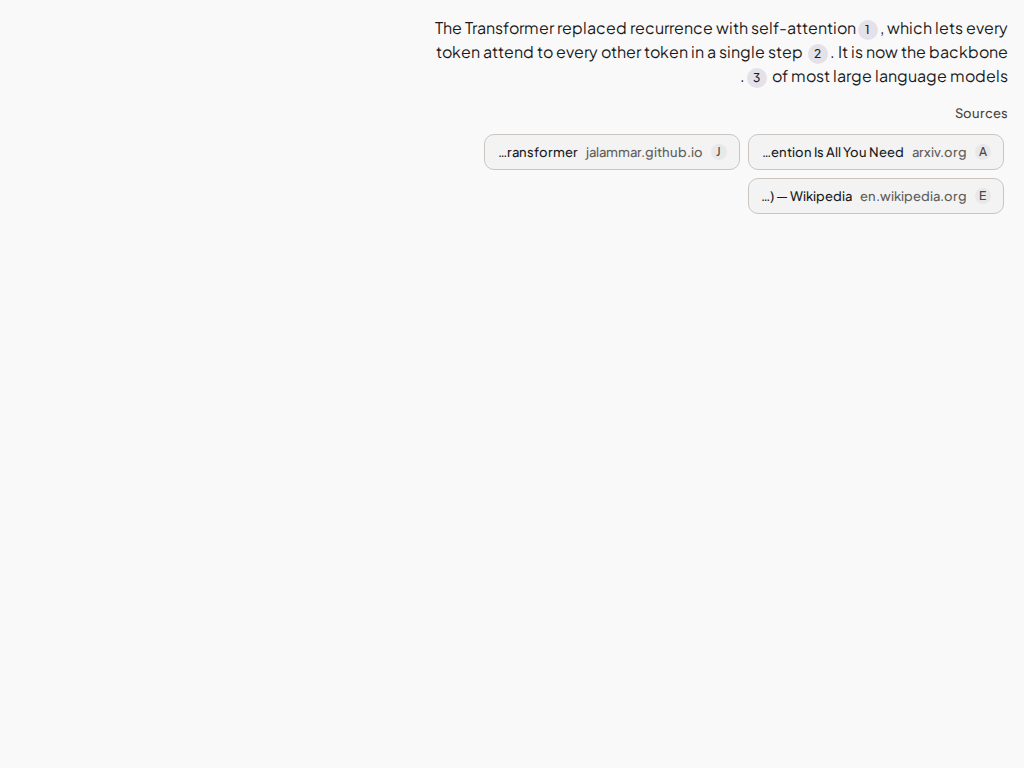 The Transformer replaced recurrence with self-attention 1 , which lets every
token attend to every other token in a single step 2 . It is now the backbone
of most large language models 3 .
Sources
A arxiv.org …ention Is All You Need
J jalammar.github.io …ransformer
E en.wikipedia.org …) — Wikipedia